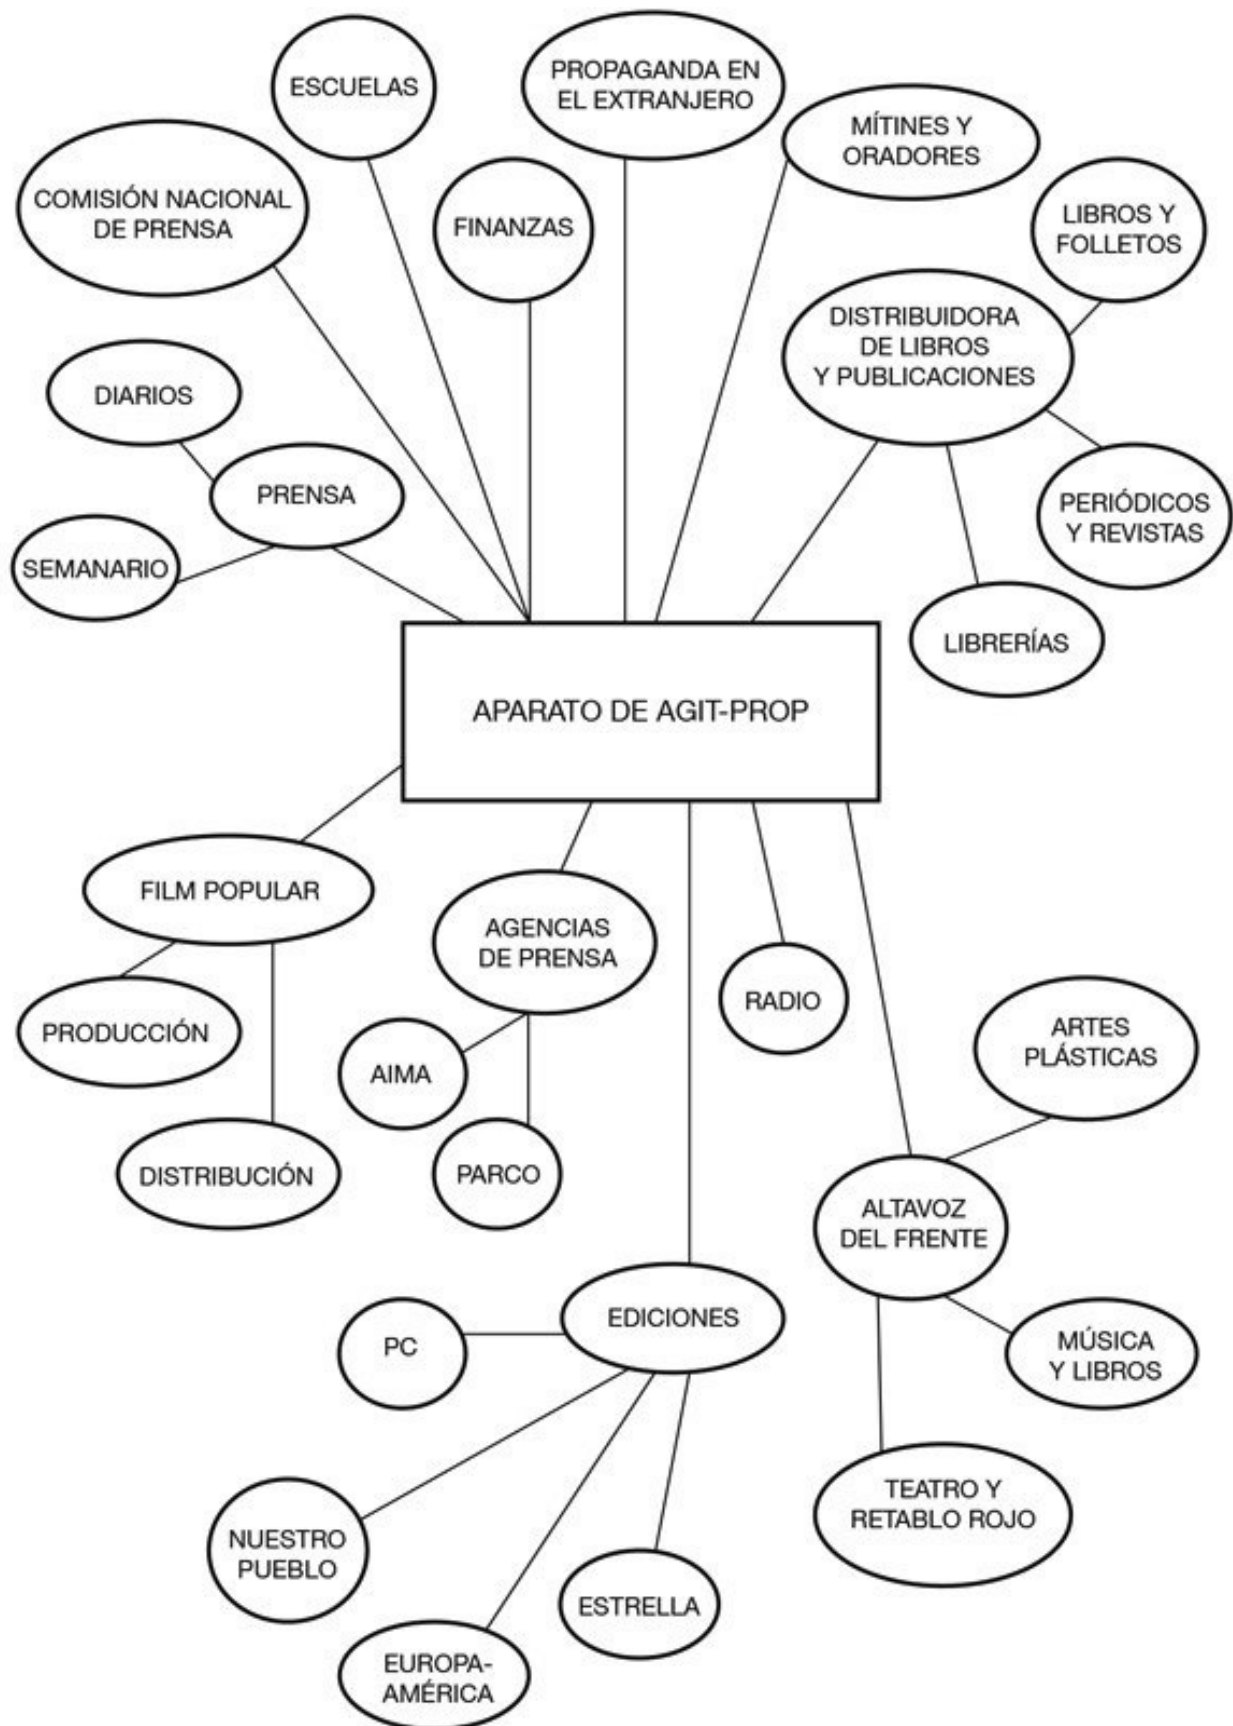 ESCUELAS
PROPAGANDA EN
EL EXTRANJERO
MÍTINES Y
ORADORES
COMISIÓN NACIONAL
DE PRENSA
FINANZAS
LIBROS Y
FOLLETOS
DISTRIBUIDORA
DE LIBROS
Y PUBLICACIONES
DIARIOS
PRENSA
PERIÓDICOS
Y REVISTAS
SEMANARIO
LIBRERÍAS
APARATO DE AGIT-PROP
FILM POPULAR
AGENCIAS
DE PRENSA
RADIO
PRODUCCIÓN
ARTES
PLÁSTICAS
AIMA
DISTRIBUCIÓN
PARCO
ALTAVOZ
DEL FRENTE
EDICIONES
PC
MÚSICA
Y LIBROS
TEATRO Y
RETABLO ROJO
NUESTRO
PUEBLO
ESTRELLA
EUROPA-
AMÉRICA